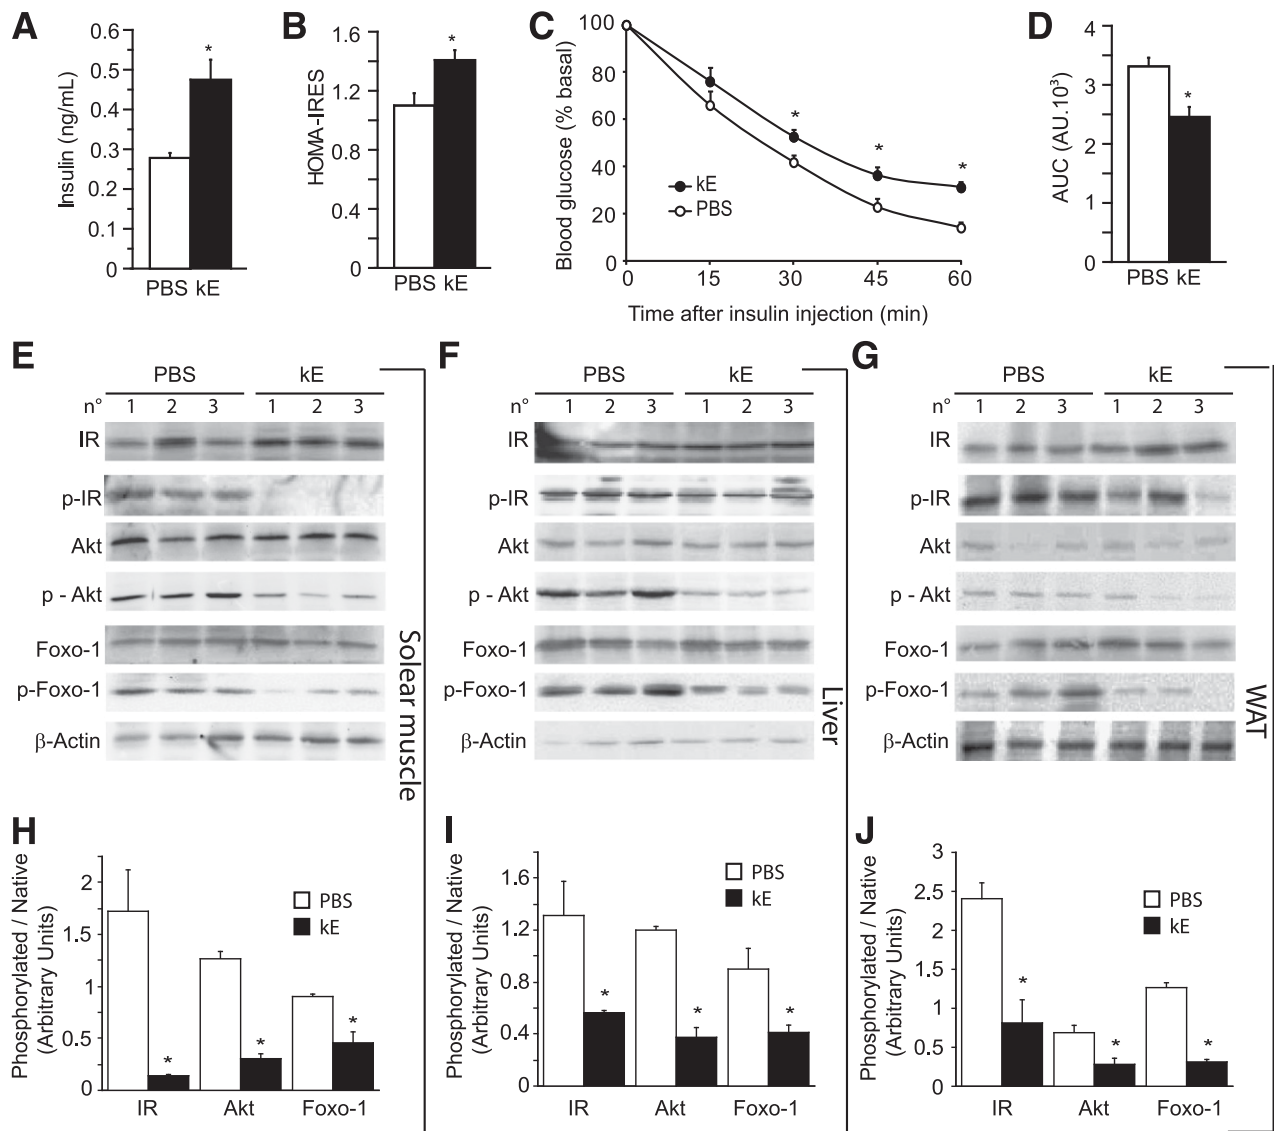 A
0.6
0.5
0.4
0.3
0.2
0.1
0
Insulin (ng/mL)
*
PBS kE
B
1.6
1.2
0.8
0.4
0
HOMA-IRES
*
PBS kE
C
100
80
60
40
20
0
Blood glucose (% basal)
* * *
kE
PBS
0 15 30 45 60
Time after insulin injection (min)
D
4
3
2
1
0
AUC (AU.10³)
*
PBS kE
E
PBS kE
n° 1 2 3 1 2 3
IR
p-IR
Akt
p - Akt
Foxo-1
p-Foxo-1
β-Actin
Solear muscle
F
PBS kE
n° 1 2 3 1 2 3
IR
p-IR
Akt
p - Akt
Foxo-1
p-Foxo-1
β-Actin
Liver
G
PBS kE
n° 1 2 3 1 2 3
IR
p-IR
Akt
p - Akt
Foxo-1
p-Foxo-1
β-Actin
WAT
H
Phosphorylated / Native
(Arbitrary Units)
2
1.5
1
0.5
0
PBS
kE
* * *
IR Akt Foxo-1
I
Phosphorylated / Native
(Arbitrary Units)
1.6
1.2
0.8
0.4
0
PBS
kE
* * *
IR Akt Foxo-1
J
Phosphorylated / Native
(Arbitrary Units)
3
2.5
2
1.5
1
0.5
0
PBS
kE
* * *
IR Akt Foxo-1